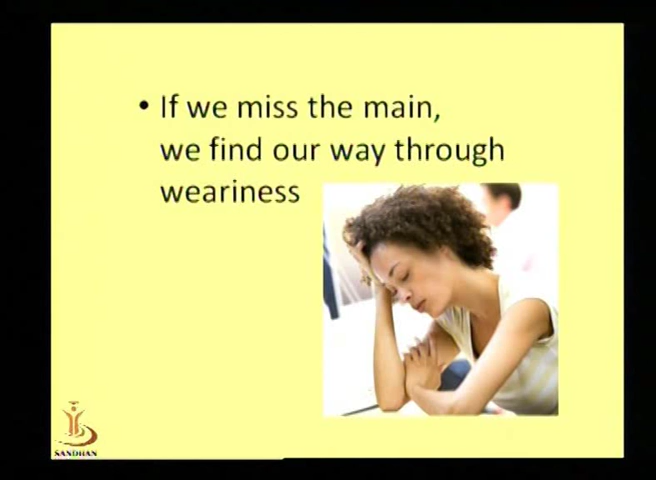 • If we miss the main,
we find our way through
weariness
SANDHAN